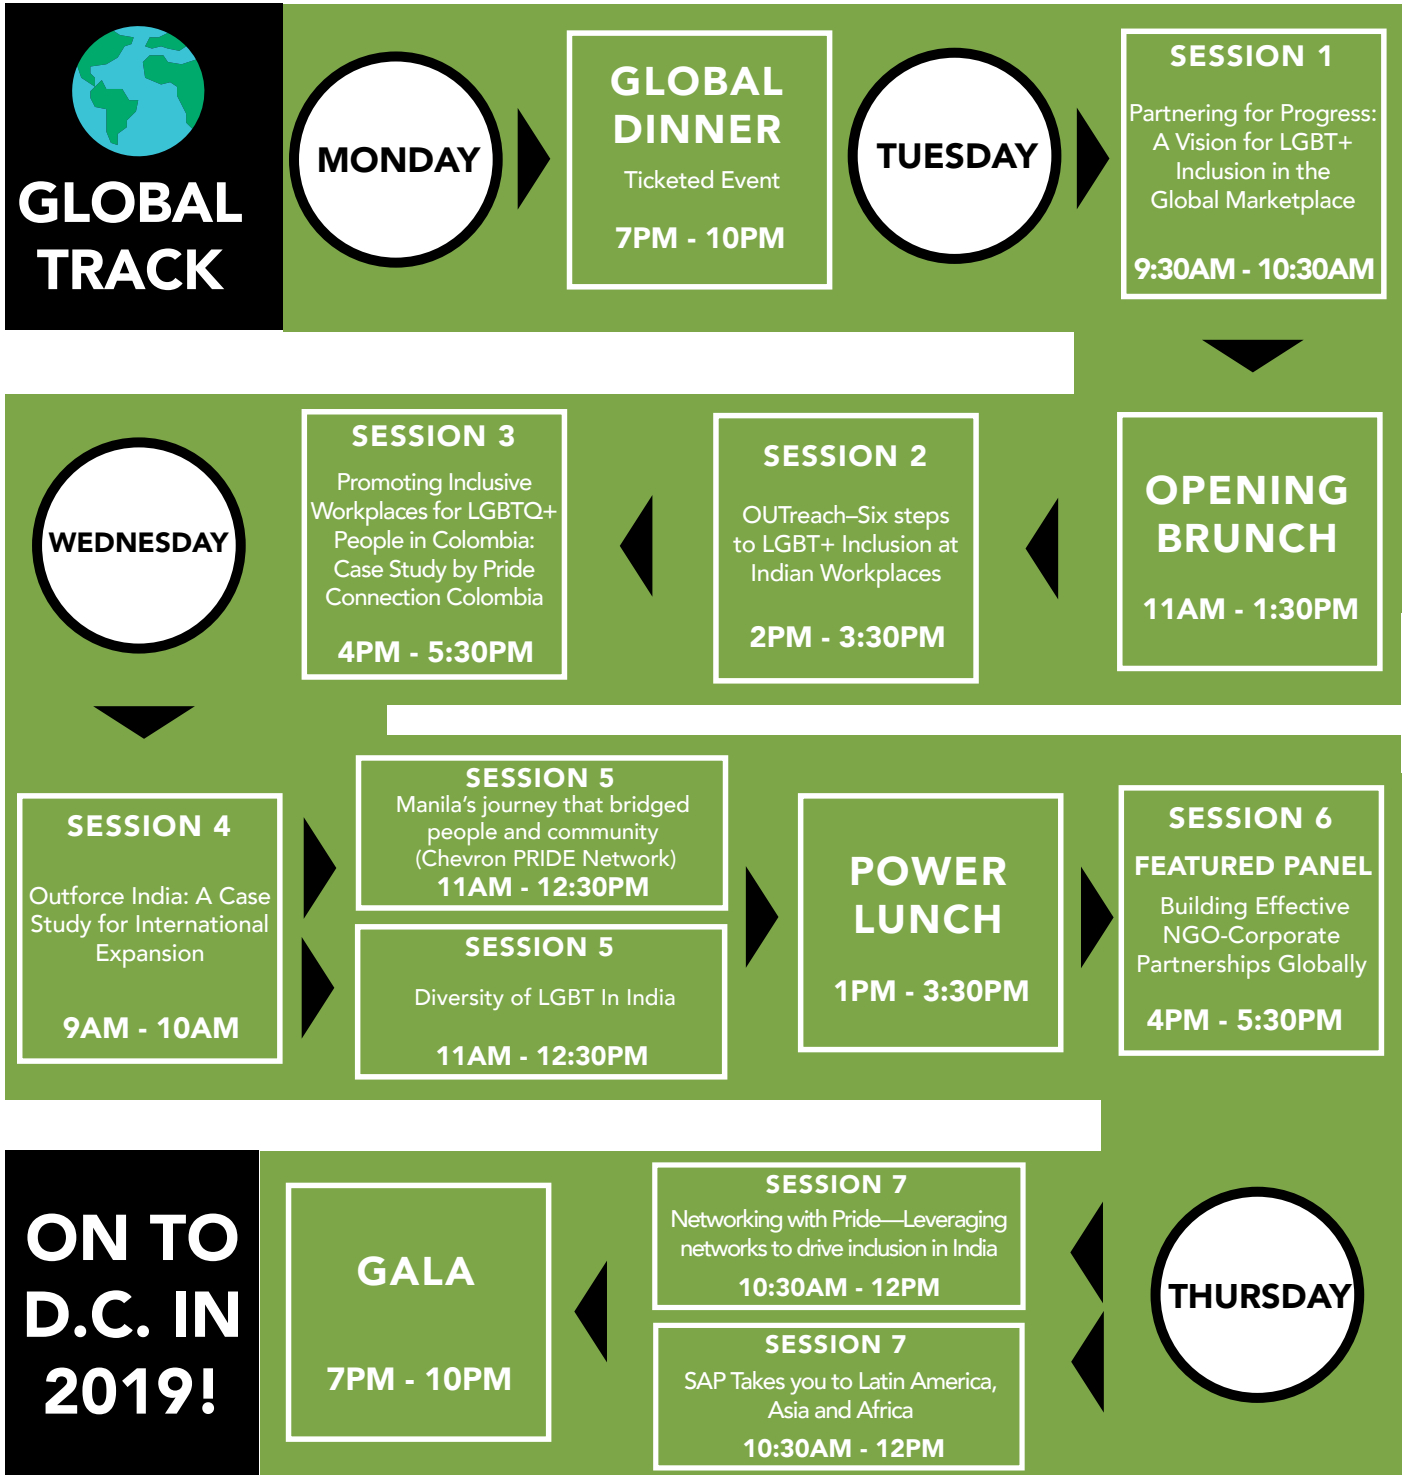 GLOBAL
TRACK
MONDAY
GLOBAL
DINNER
Ticketed Event
7PM - 10PM
TUESDAY
SESSION 1
Partnering for Progress:
A Vision for LGBT+
Inclusion in the
Global Marketplace
9:30AM - 10:30AM
OPENING
BRUNCH
11AM - 1:30PM
SESSION 2
OUTreach–Six steps
to LGBT+ Inclusion at
Indian Workplaces
2PM - 3:30PM
SESSION 3
Promoting Inclusive
Workplaces for LGBTQ+
People in Colombia:
Case Study by Pride
Connection Colombia
4PM - 5:30PM
WEDNESDAY
SESSION 4
Outforce India: A Case
Study for International
Expansion
9AM - 10AM
SESSION 5
Manila’s journey that bridged
people and community
(Chevron PRIDE Network)
11AM - 12:30PM
SESSION 5
Diversity of LGBT In India
11AM - 12:30PM
POWER
LUNCH
1PM - 3:30PM
SESSION 6
FEATURED PANEL
Building Effective
NGO-Corporate
Partnerships Globally
4PM - 5:30PM
THURSDAY
SESSION 7
Networking with Pride—Leveraging
networks to drive inclusion in India
10:30AM - 12PM
SESSION 7
SAP Takes you to Latin America,
Asia and Africa
10:30AM - 12PM
GALA
7PM - 10PM
ON TO
D.C. IN
2019!